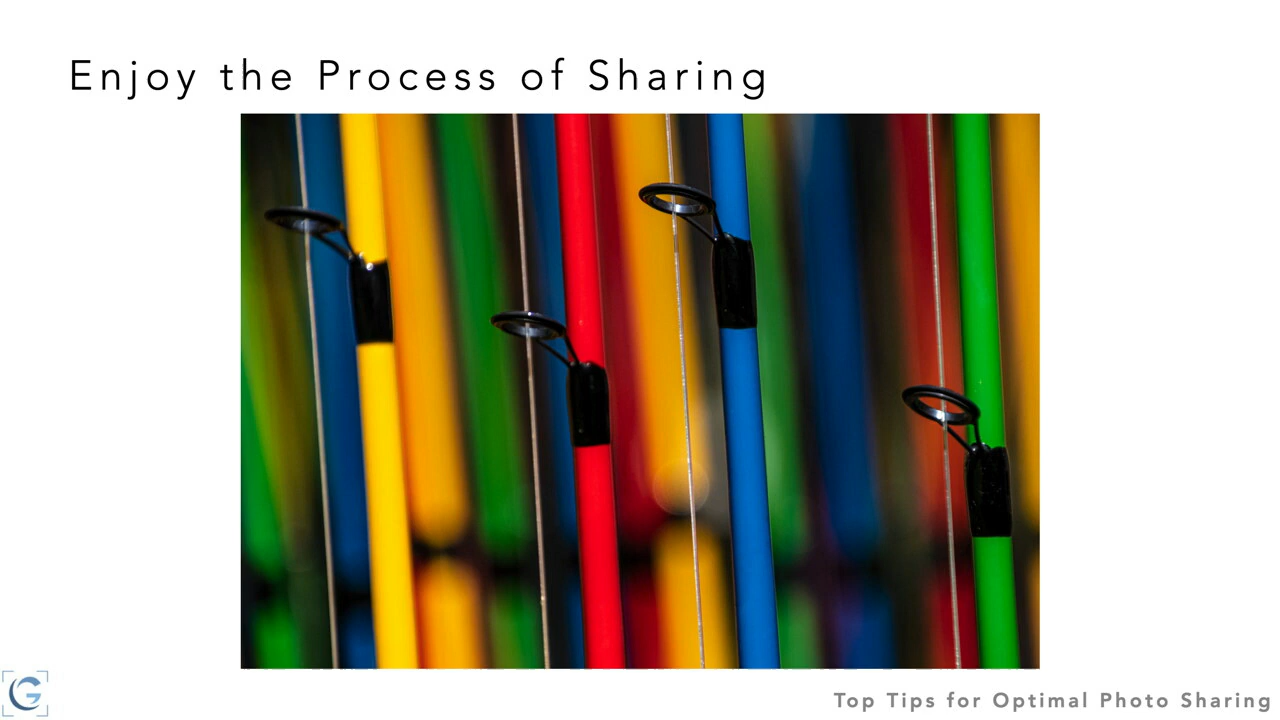 Enjoy the Process of Sharing
G
Top Tips for Optimal Photo Sharing